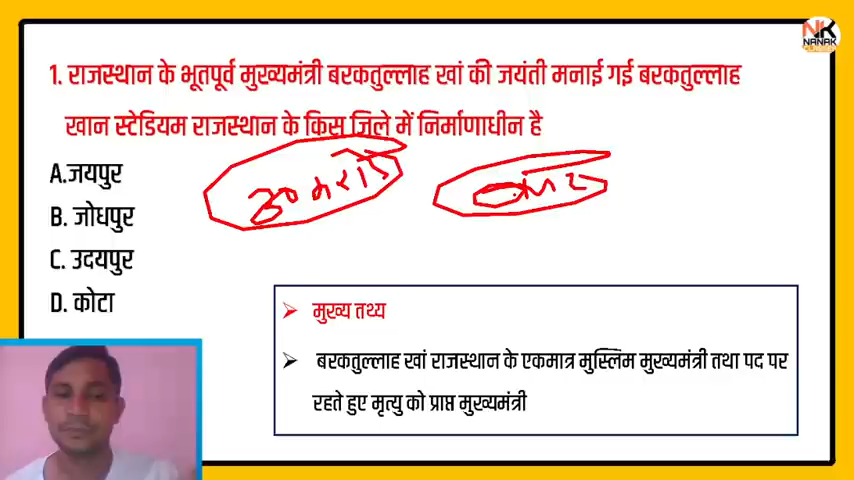 NK
NANAK
1. राजस्थान के भूतपूर्व मुख्यमंत्री बरकतुल्लाह खां की जयंती मनाई गई बरकतुल्लाह
खान स्टेडियम राजस्थान के किस जिले में निर्माणाधीन है
A.जयपुर
B. जोधपुर
C. उदयपुर
D. कोटा
मुख्य तथ्य
बरकतुल्लाह खां राजस्थान के एकमात्र मुस्लिम मुख्यमंत्री तथा पद पर
रहते हुए मृत्यु को प्राप्त मुख्यमंत्री